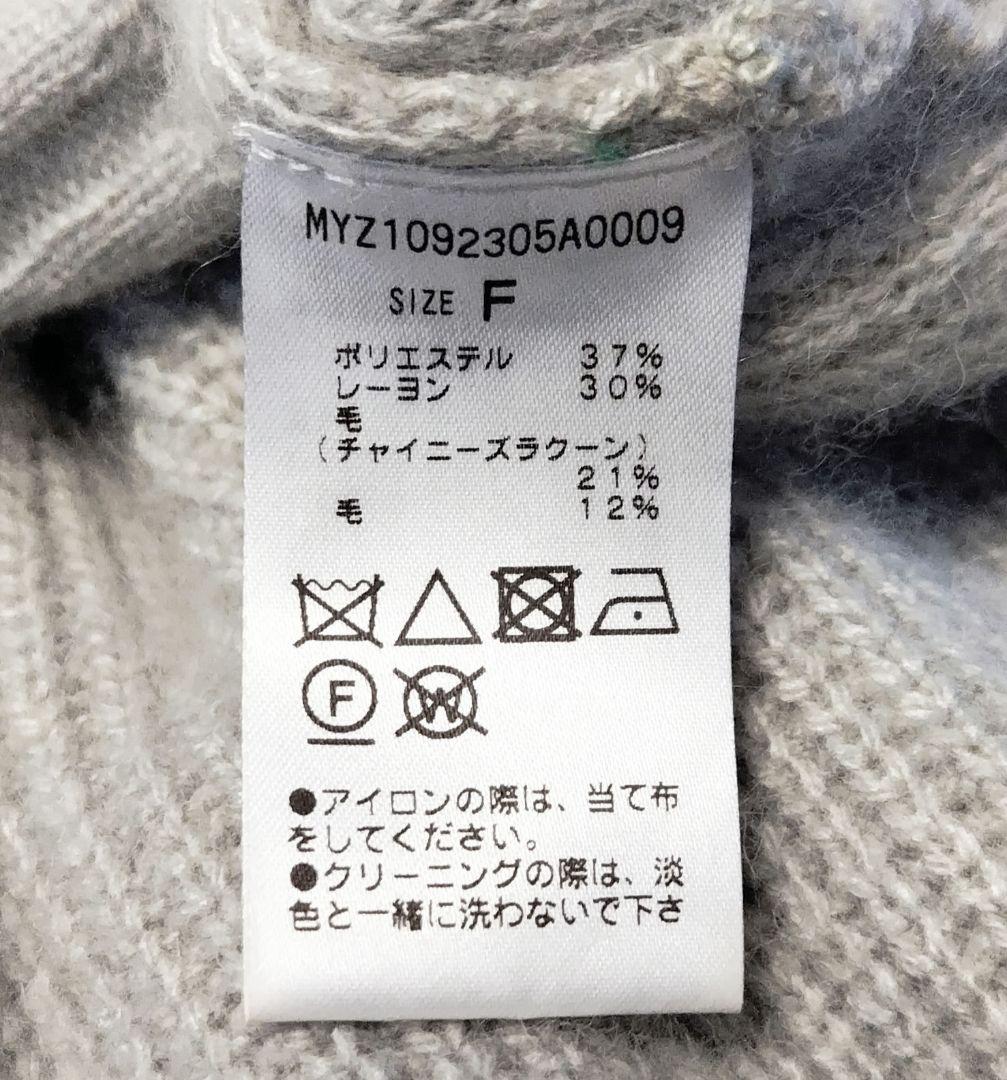 MYZ1092305A0009
SIZE F
ポリエステル 37%
レーヨン 30%
毛
(チャイニーズラクーン)
21%
毛 12%
F
W
●アイロンの際は、当て布
をしてください。
●クリーニングの際は、淡
色と一緒に洗わないで下さ